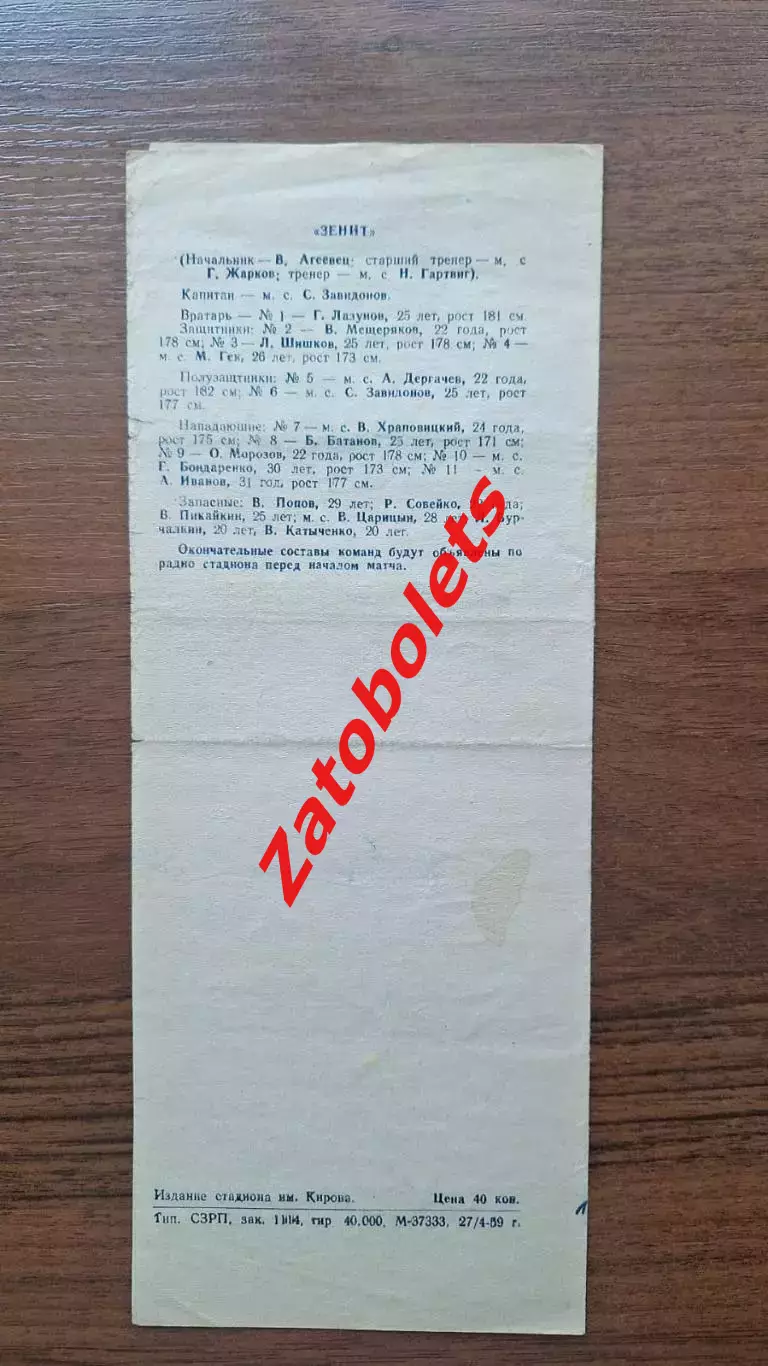 «ЗЕНИТ»
(Начальник — В. Агеевец; старший тренер — м. с
Г. Жарков; тренер — м. с. Н. Гартвиг).
Капитан — м. с. С. Завидонов.
Вратарь — № 1 — Г. Лазунов, 25 лет, рост 181 см.
Защитники: № 2 — В. Мещеряков, 22 года, рост
178 см; № 3 — Л. Шишков, 25 лет, рост 178 см; № 4 —
м. с. М. Гек, 26 лет, рост 173 см.
Полузащитники: № 5 — м. с. А. Дергачев, 22 года,
рост 182 см; № 6 — м. с. С. Завидонов, 25 лет, рост
177 см.
Нападающие: № 7 — м. с. В. Храповицкий, 24 года,
рост 175 см; № 8 — Б. Батанов, 25 лет, рост 171 см;
№ 9 — О. Морозов, 22 года, рост 178 см; № 10 — м. с.
Г. Бондаренко, 30 лет, рост 173 см; № 11 — м. с.
А. Иванов, 31 год, рост 177 см.
Запасные: В. Попов, 29 лет; Р. Совейко,
В. Пикайкин, 25 лет; м. с. В. Царицын, 28
чалкин, 20 лет, В. Катыченко, 20 лет.
Окончательные составы команд будут объявлены по
радио стадиона перед началом матча.
Zatobolets
Издание стадиона им. Кирова. Цена 40 коп.
Тип. СЗРП, зак. тир 40.000, М-37333, 27/4-59 г.